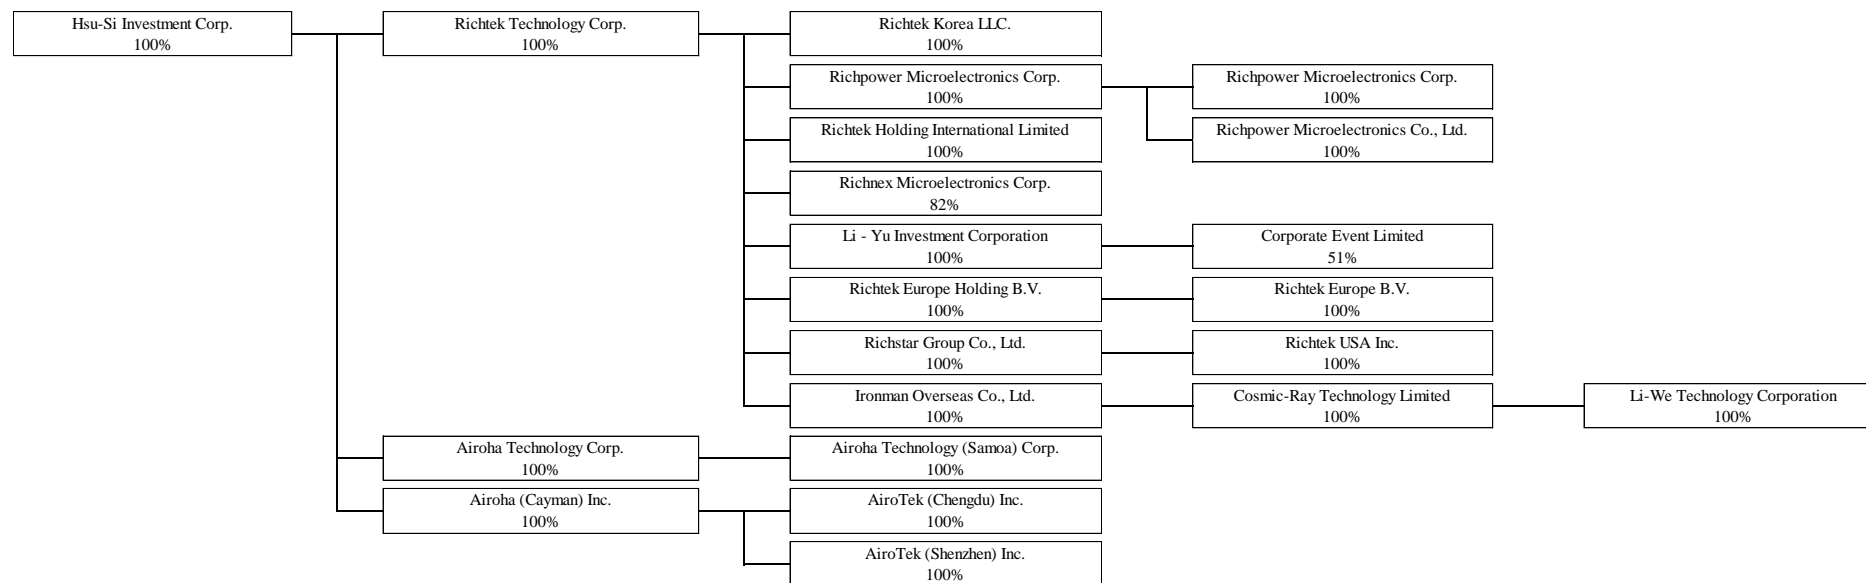 Hsu-Si Investment Corp.
100%
Richtek Technology Corp.
100%
Richtek Korea LLC.
100%
Richpower Microelectronics Corp.
100%
Richpower Microelectronics Corp.
100%
Richtek Holding International Limited
100%
Richpower Microelectronics Co., Ltd.
100%
Richnex Microelectronics Corp.
82%
Li - Yu Investment Corporation
100%
Corporate Event Limited
51%
Richtek Europe Holding B.V.
100%
Richtek Europe B.V.
100%
Richstar Group Co., Ltd.
100%
Richtek USA Inc.
100%
Ironman Overseas Co., Ltd.
100%
Cosmic-Ray Technology Limited
100%
Li-We Technology Corporation
100%
Airoha Technology Corp.
100%
Airoha Technology (Samoa) Corp.
100%
Airoha (Cayman) Inc.
100%
AiroTek (Chengdu) Inc.
100%
AiroTek (Shenzhen) Inc.
100%